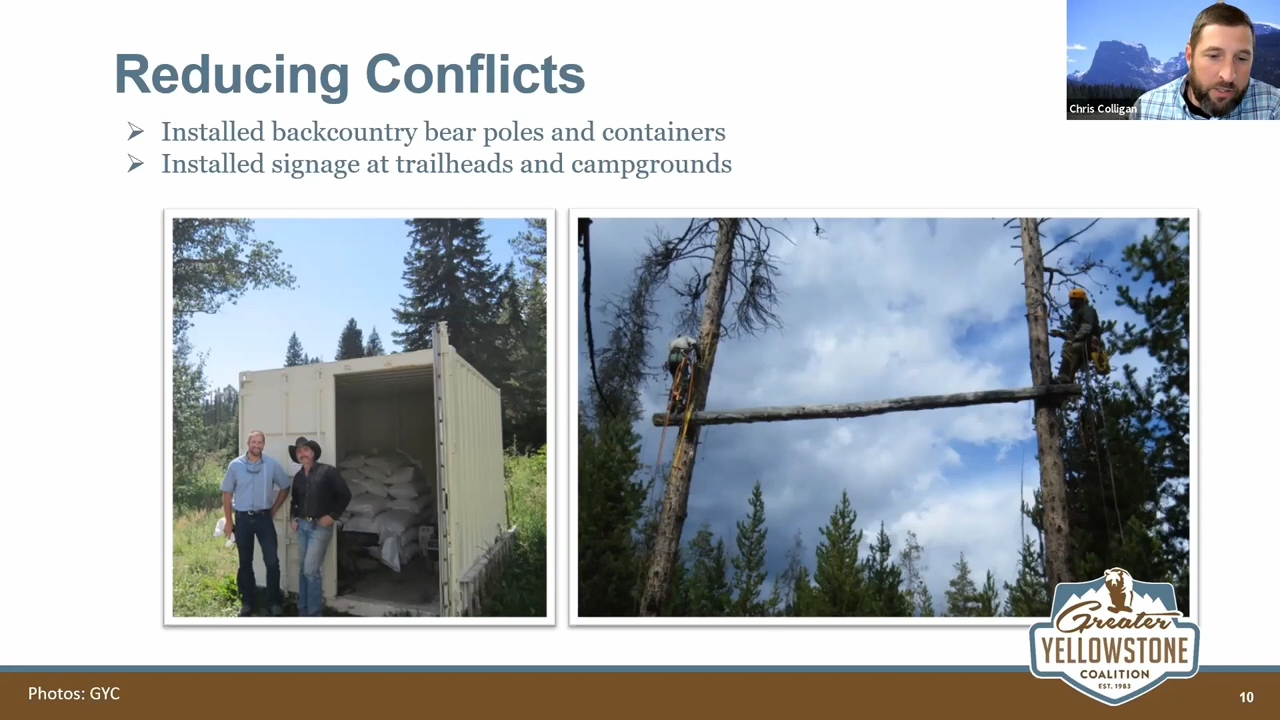 Reducing Conflicts
Chris Colligan
➢ Installed backcountry bear poles and containers
➢ Installed signage at trailheads and campgrounds
Greater
YELLOWSTONE
COALITION
EST. 1983
Photos: GYC
10